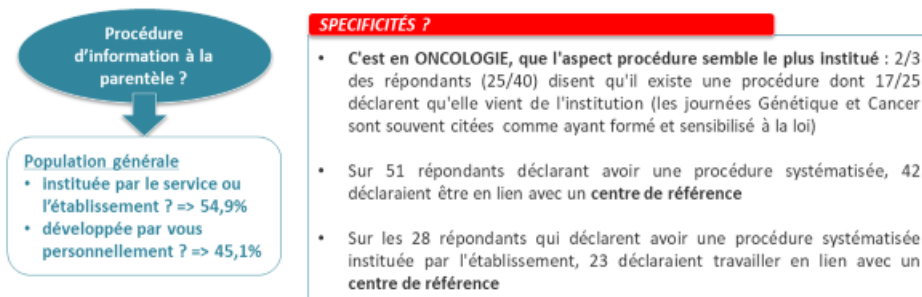 Procédure
d'information à la
parentèle ?
Population générale
• instituée par le service ou
l'établissement ? => 54,9%
• développée par vous
personnellement ? => 45,1%
SPECIFICITÉS ?
• C'est en ONCOLOGIE, que l'aspect procédure semble le plus institué : 2/3
des répondants (25/40) disent qu'il existe une procédure dont 17/25
déclarent qu'elle vient de l'institution (les journées Génétique et Cancer
sont souvent citées comme ayant formé et sensibilisé à la loi)
• Sur 51 répondants déclarant avoir une procédure systématisée, 42
déclaraient être en lien avec un centre de référence
• Sur les 28 répondants qui déclarent avoir une procédure systématisée
instituée par l'établissement, 23 déclaraient travailler en lien avec un
centre de référence